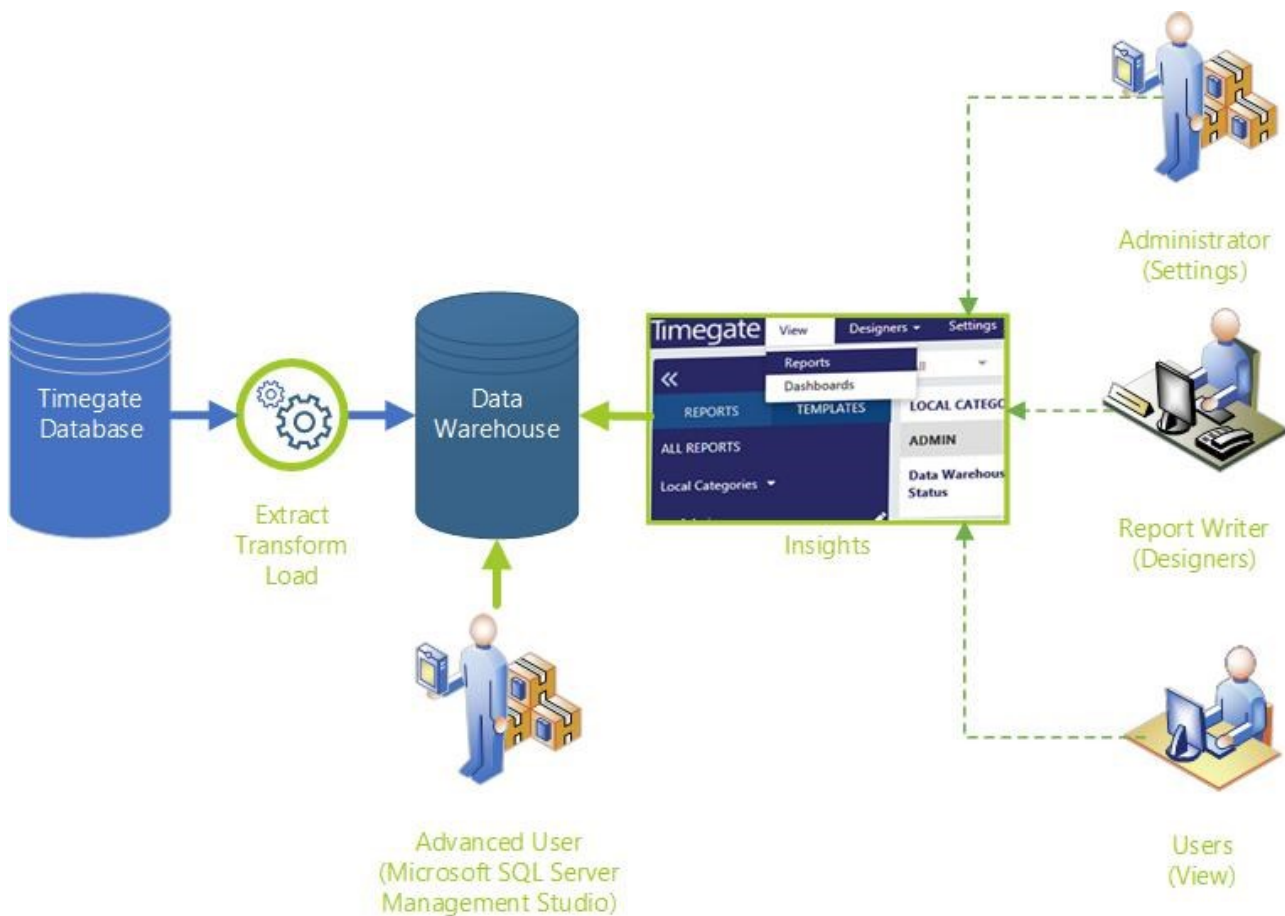 Administrator
(Settings)
Timegate
Database
Extract
Transform
Load
Data
Warehouse
Timegate View Designers Settings
Reports
Dashboards
REPORTS TEMPLATES LOCAL CATEGO
ALL REPORTS ADMIN
Local Categories Data Warehous
Status
Insights
Report Writer
(Designers)
Advanced User
(Microsoft SQL Server
Management Studio)
Users
(View)